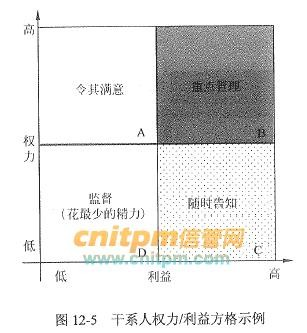 高
令其满意
重点管理
A
B
权
力
监督
(花最少的精力)
随时告知
D
C
低
低
利益
高
cnitpm信管网
www.cnitpm.com
图 12-5 干系人权力/利益方格示例